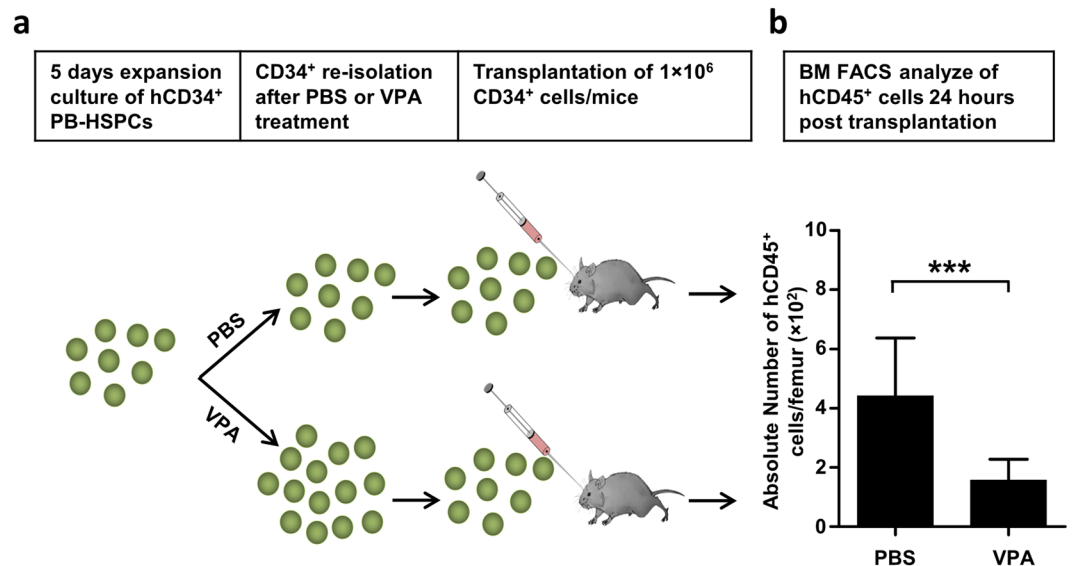 a
5 days expansion
culture of hCD34⁺
PB-HSPCs
CD34⁺ re-isolation
after PBS or VPA
treatment
Transplantation of 1×10⁶
CD34⁺ cells/mice
PBS
VPA
b
BM FACS analyze of
hCD45⁺ cells 24 hours
post transplantation
Absolute Number of hCD45⁺
cells/femur (×10²)
10
8
6
4
2
0
***
PBS
VPA